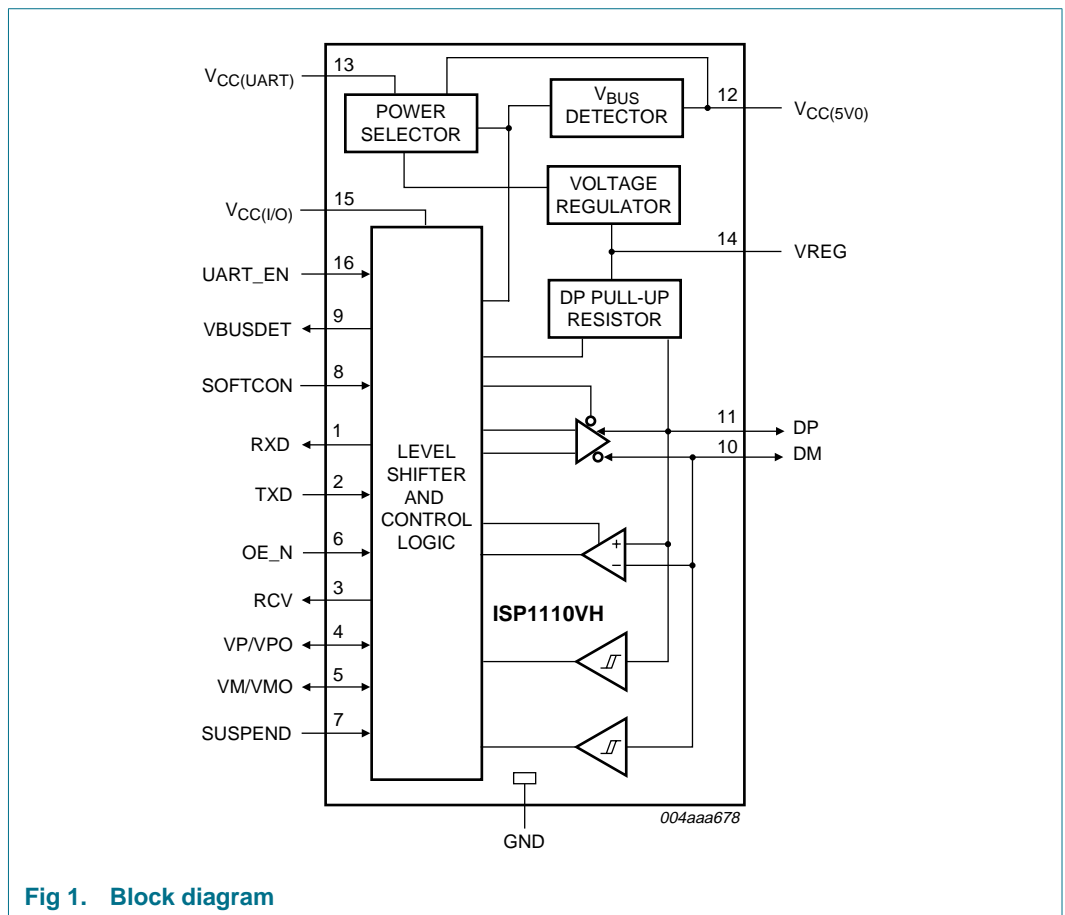 13
VCC(UART)
POWER
SELECTOR
VBUS
DETECTOR
12
VCC(5V0)
VOLTAGE
REGULATOR
15
VCC(I/O)
14
VREG
16
UART_EN
DP PULL-UP
RESISTOR
9
VBUSDET
8
SOFTCON
11
DP
1
RXD
10
DM
LEVEL
SHIFTER
AND
CONTROL
LOGIC
2
TXD
6
OE_N
+
−
3
RCV
ISP1110VH
4
VP/VPO
5
VM/VMO
7
SUSPEND
004aaa678
GND
Fig 1. Block diagram